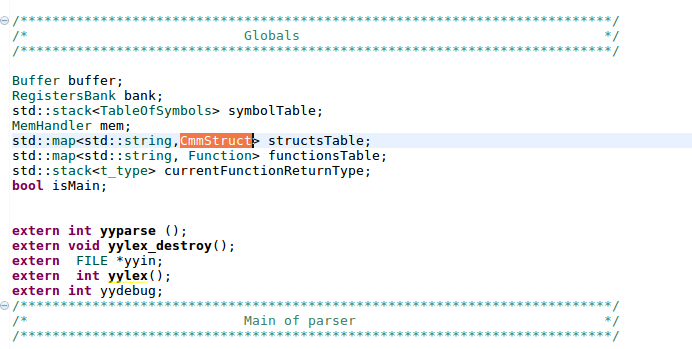 /**************************************************************************/
/*                           Globals                                      */
/**************************************************************************/
Buffer buffer;
RegistersBank bank;
std::stack<TableOfSymbols> symbolTable;
MemHandler mem;
std::map<std::string,CmmStruct> structsTable;
std::map<std::string, Function> functionsTable;
std::stack<t_type> currentFunctionReturnType;
bool isMain;
extern int yyparse ();
extern void yylex_destroy();
extern  FILE *yyin;
extern  int yylex();
extern int yydebug;
/**************************************************************************/
/*                           Main of parser                               */
/**************************************************************************/